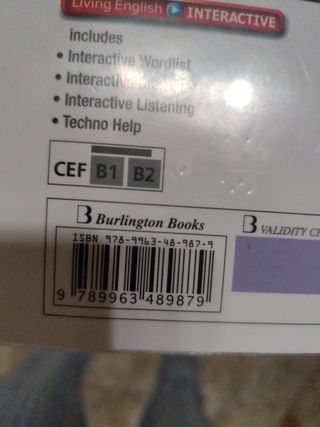 Living English INTERACTIVE
includes
• Interactive Wordlist
• Interactive
• Interactive Listening
• Techno Help
CEF B1 B2
B Burlington Books
B VALIDITY
ISBN 978-9963-48-987-9
9 789963 489879